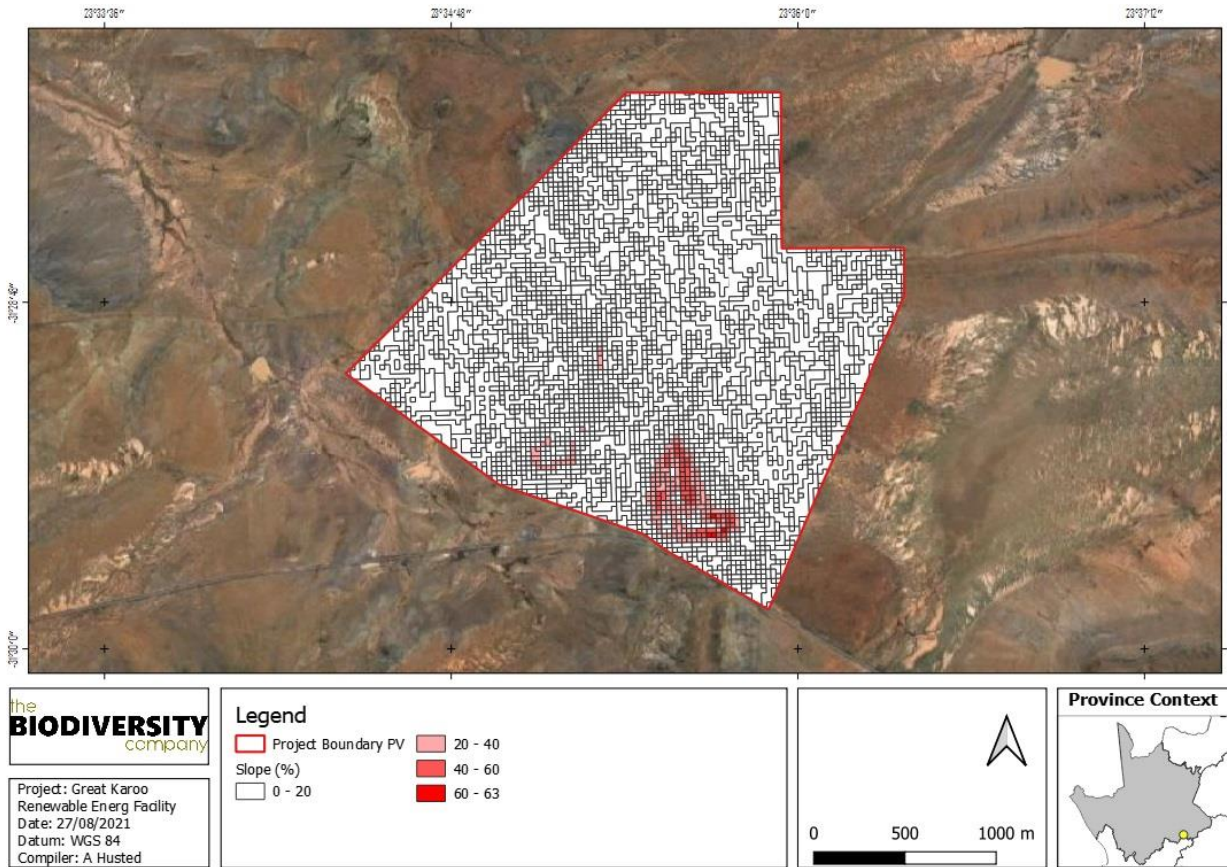 23°33'36" 23°34'48" 23°36'0" 23°37'12"
-31°28'48"
-31°30'0"
the
BIODIVERSITY
company
Project: Great Karoo
Renewable Energ Facility
Date: 27/08/2021
Datum: WGS 84
Compiler: A Husted
Legend
Project Boundary PV
Slope (%)
0 - 20
20 - 40
40 - 60
60 - 63
0 500 1000 m
Province Context